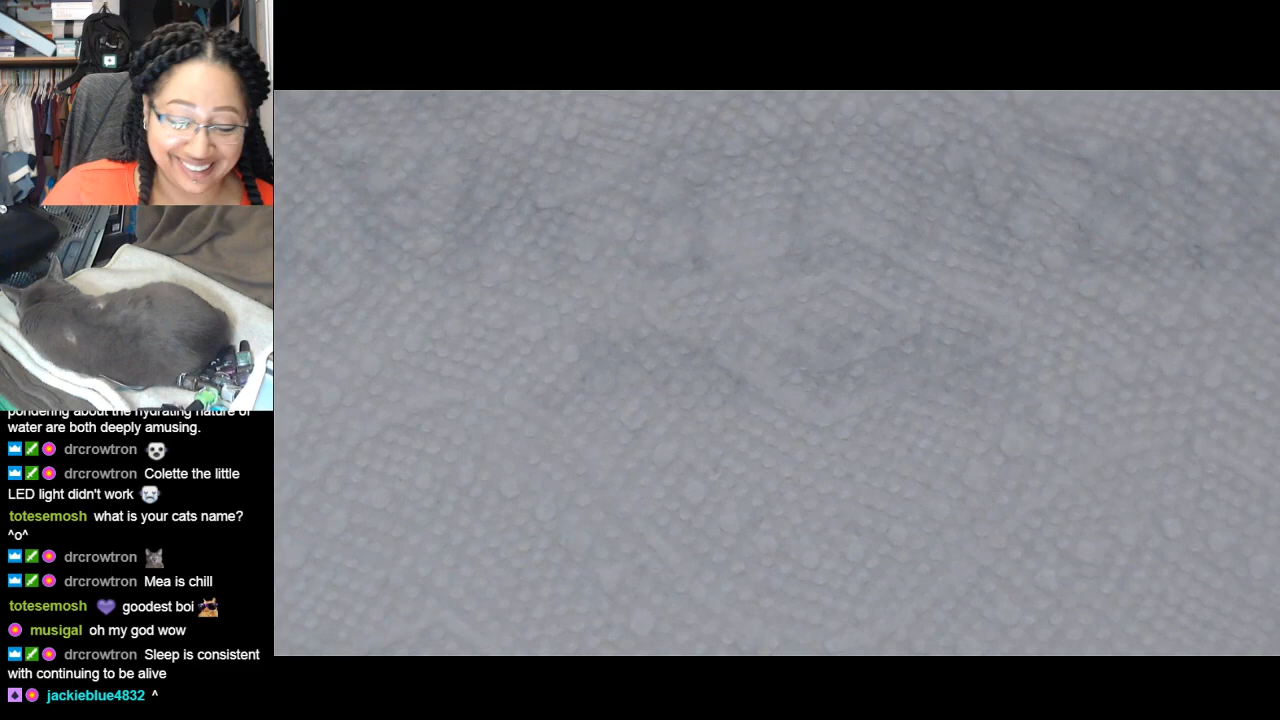 pondering about the hydrating nature of
water are both deeply amusing.
drcrowtron
drcrowtron Colette the little
LED light didn't work
totesemosh what is your cats name?
^o^
drcrowtron
drcrowtron Mea is chill
totesemosh goodest boi
musigal oh my god wow
drcrowtron Sleep is consistent
with continuing to be alive
jackieblue4832 ^